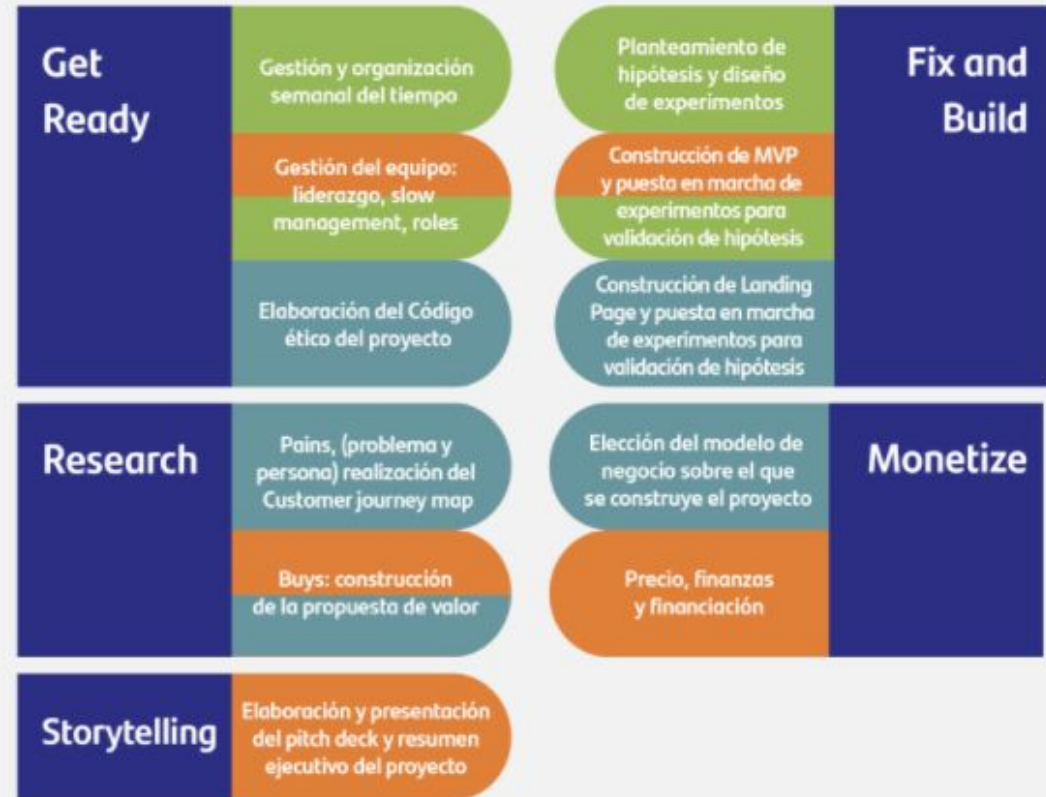 Get
Ready
Gestión y organización
semanal del tiempo
Gestión del equipo:
liderazgo, slow
management, roles
Elaboración del Código
ético del proyecto
Planteamiento de
hipótesis y diseño
de experimentos
Construcción de MVP
y puesta en marcha de
experimentos para
validación de hipótesis
Construcción de Landing
Page y puesta en marcha
de experimentos para
validación de hipótesis
Fix and
Build
Research
Pains, (problema y
persona) realización del
Customer journey map
Buys: construcción
de la propuesta de valor
Elección del modelo de
negocio sobre el que
se construye el proyecto
Precio, finanzas
y financiación
Monetize
Storytelling
Elaboración y presentación
del pitch deck y resumen
ejecutivo del proyecto